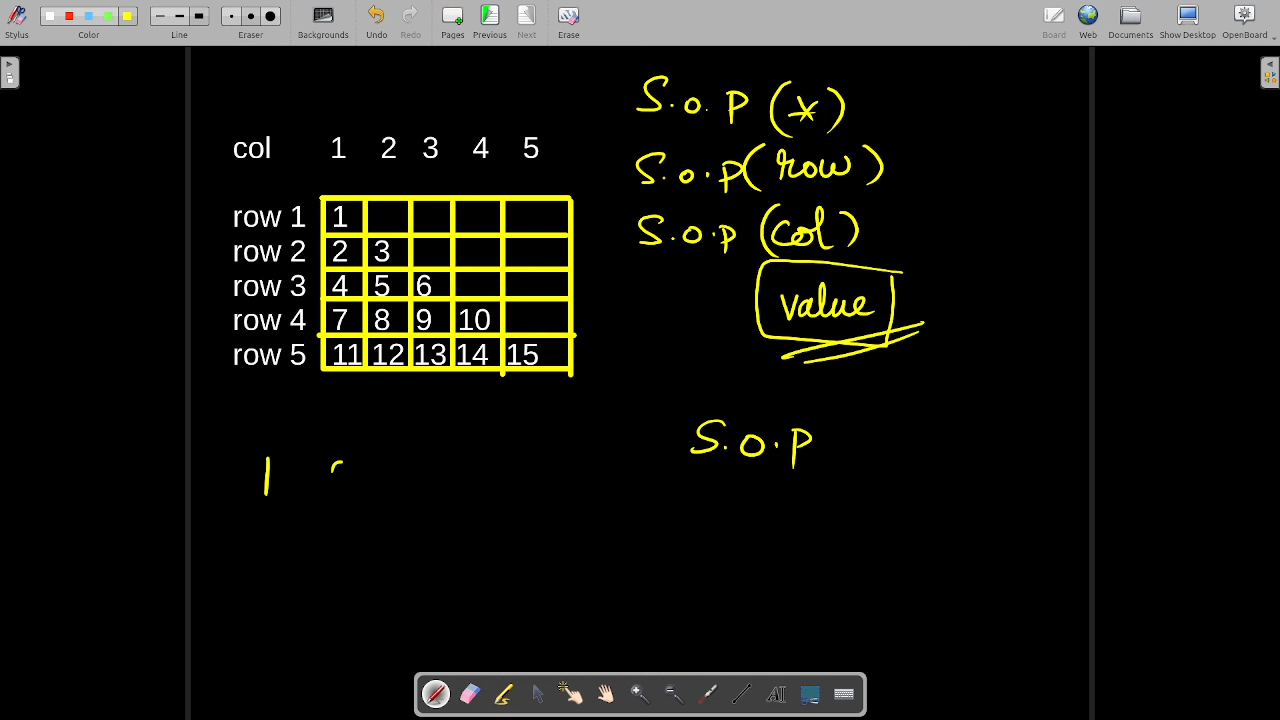 Stylus Color Line Eraser Backgrounds Undo Redo Pages Previous Next Erase Board Web Documents Show Desktop OpenBoard
S.o.p (*)
col 1 2 3 4 5
S.o.p(row)
row 1 1
S.o.p (col)
row 2 2 3
row 3 4 5 6
value
row 4 7 8 9 10
row 5 11 12 13 14 15
S.o.p
1